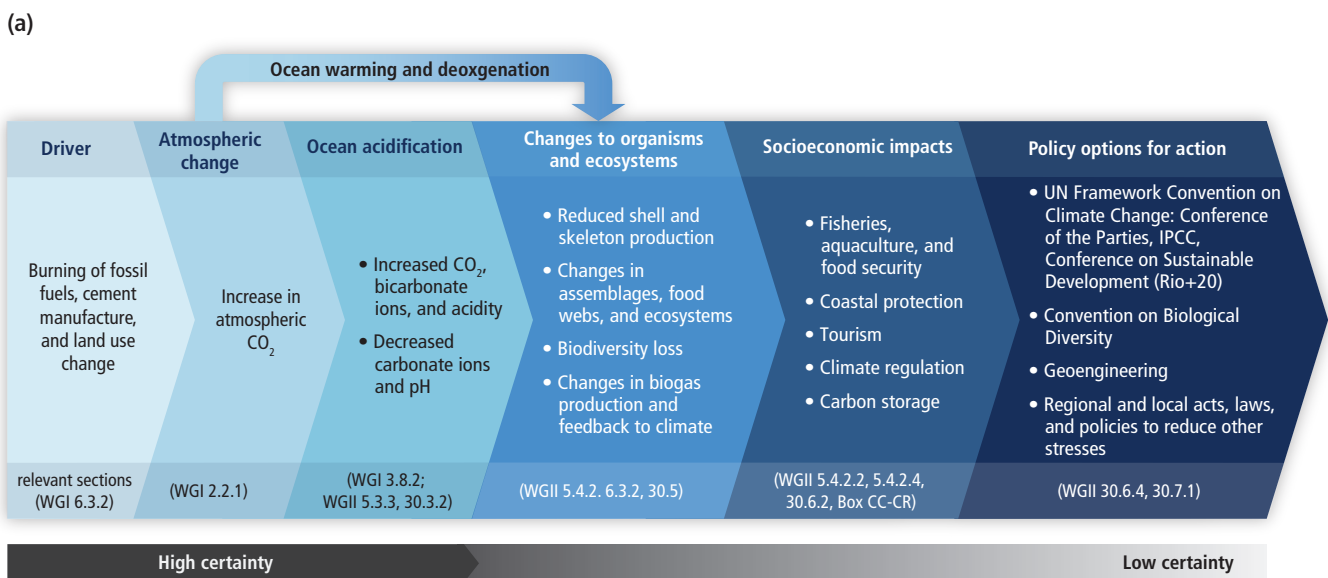 (a)
Ocean warming and deoxgenation
Driver
Atmospheric
change
Ocean acidification
Changes to organisms
and ecosystems
Socioeconomic impacts
Policy options for action
Burning of fossil
fuels, cement
manufacture,
and land use
change
Increase in
atmospheric
CO₂
• Increased CO₂,
bicarbonate
ions, and acidity
• Decreased
carbonate ions
and pH
• Reduced shell and
skeleton production
• Changes in
assemblages, food
webs, and ecosystems
• Biodiversity loss
• Changes in biogas
production and
feedback to climate
• Fisheries,
aquaculture, and
food security
• Coastal protection
• Tourism
• Climate regulation
• Carbon storage
• UN Framework Convention on
Climate Change: Conference
of the Parties, IPCC,
Conference on Sustainable
Development (Rio+20)
• Convention on Biological
Diversity
• Geoengineering
• Regional and local acts, laws,
and policies to reduce other
stresses
relevant sections
(WGI 6.3.2)
(WGI 2.2.1)
(WGI 3.8.2;
WGII 5.3.3, 30.3.2)
(WGII 5.4.2. 6.3.2, 30.5)
(WGII 5.4.2.2, 5.4.2.4,
30.6.2, Box CC-CR)
(WGII 30.6.4, 30.7.1)
High certainty
Low certainty